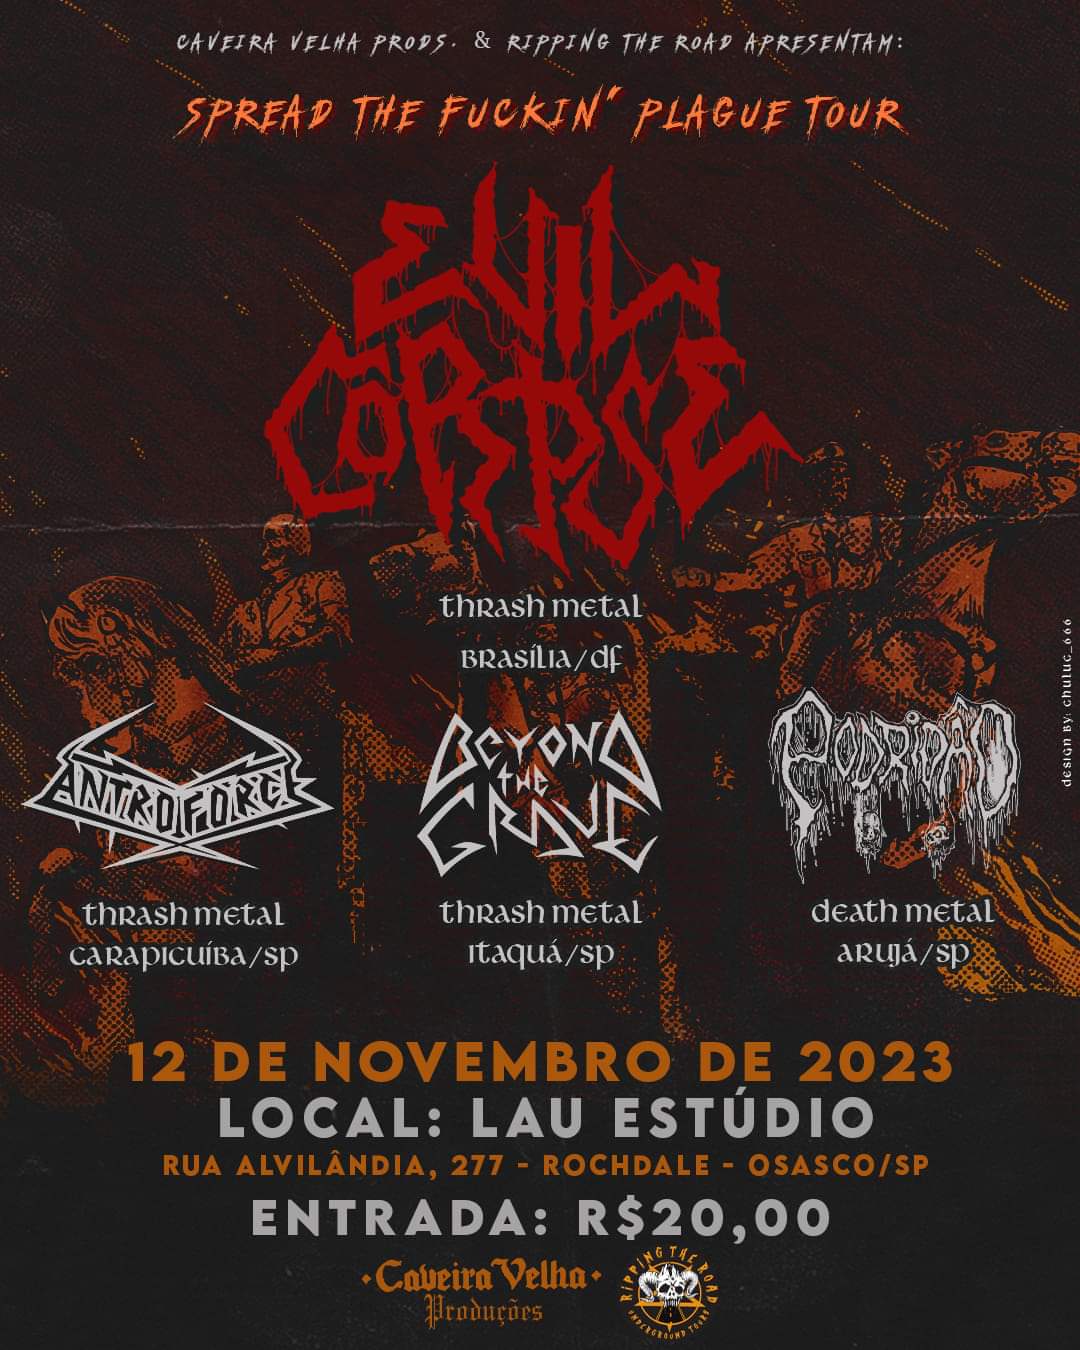 CAVEIRA VELHA PRODS. & RIPPING THE ROAD APRESENTAM:
SPREAD THE FUCKIN" PLAGUE TOUR
EVIL
CORPSE
thrash metal
Brasília/DF
ANTROFORCE
thrash metal
Carapicuíba/SP
BEYOND
THE
GRAVE
thrash metal
Itaquá/SP
PODRIDÃO
death metal
Arujá/SP
design by: chuluc_666
12 DE NOVEMBRO DE 2023
LOCAL: LAU ESTÚDIO
RUA ALVILÂNDIA, 277 - ROCHDALE - OSASCO/SP
ENTRADA: R$20,00
Caveira Velha
Produções
RIPPING THE ROAD
UNDERGROUND TOURS